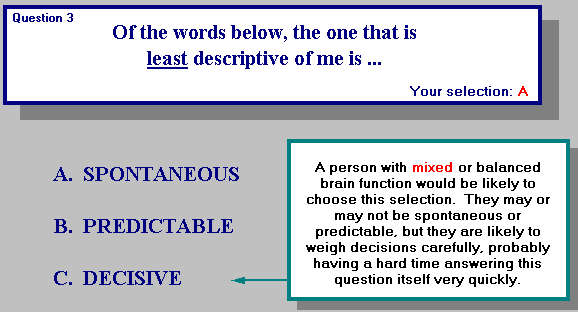 Question 3
Of the words below, the one that is
least descriptive of me is ...
Your selection: A
A. SPONTANEOUS
B. PREDICTABLE
C. DECISIVE
A person with mixed or balanced
brain function would be likely to
choose this selection. They may or
may not be spontaneous or
predictable, but they are likely to
weigh decisions carefully, probably
having a hard time answering this
question itself very quickly.